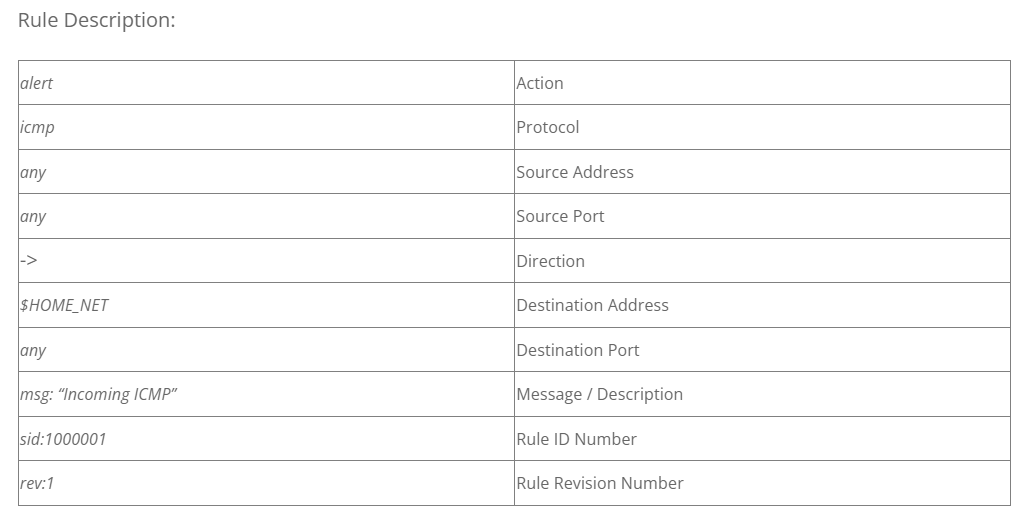 Rule Description:
alert Action
icmp Protocol
any Source Address
any Source Port
-> Direction
$HOME_NET Destination Address
any Destination Port
msg: “Incoming ICMP” Message / Description
sid:1000001 Rule ID Number
rev:1 Rule Revision Number